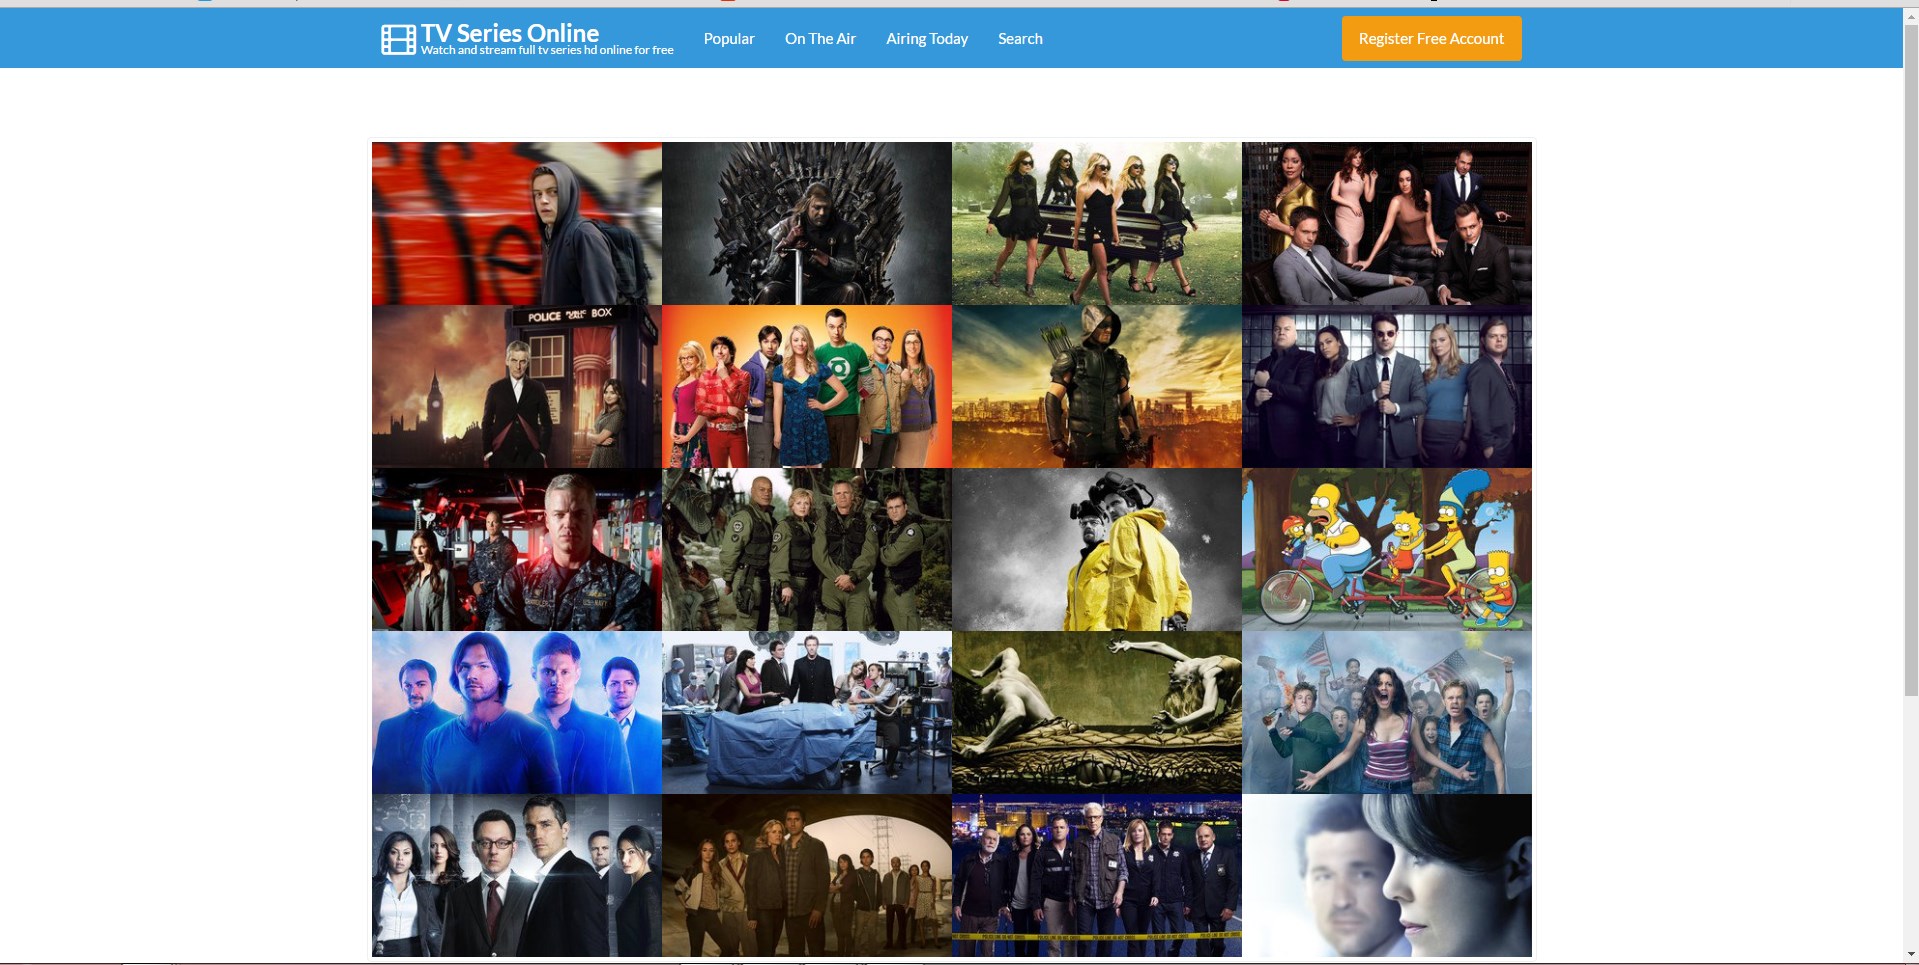 TV Series Online
Watch and stream full tv series hd online for free
Popular
On The Air
Airing Today
Search
Register Free Account
POLICE PUBLIC CALL BOX